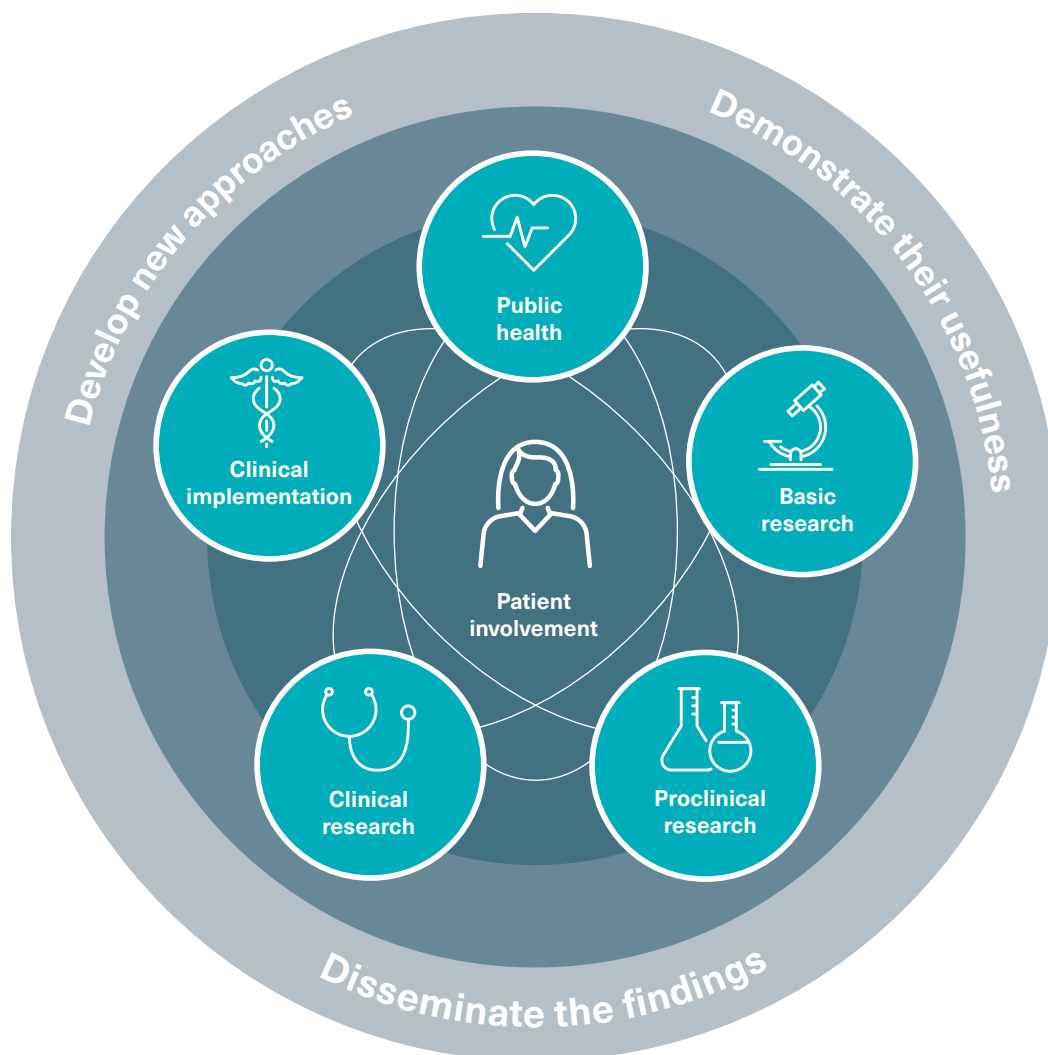 Develop new approaches
Demonstrate their usefulness
Public
health
Clinical
implementation
Basic
research
Patient
involvement
Clinical
research
Proclinical
research
Disseminate the findings